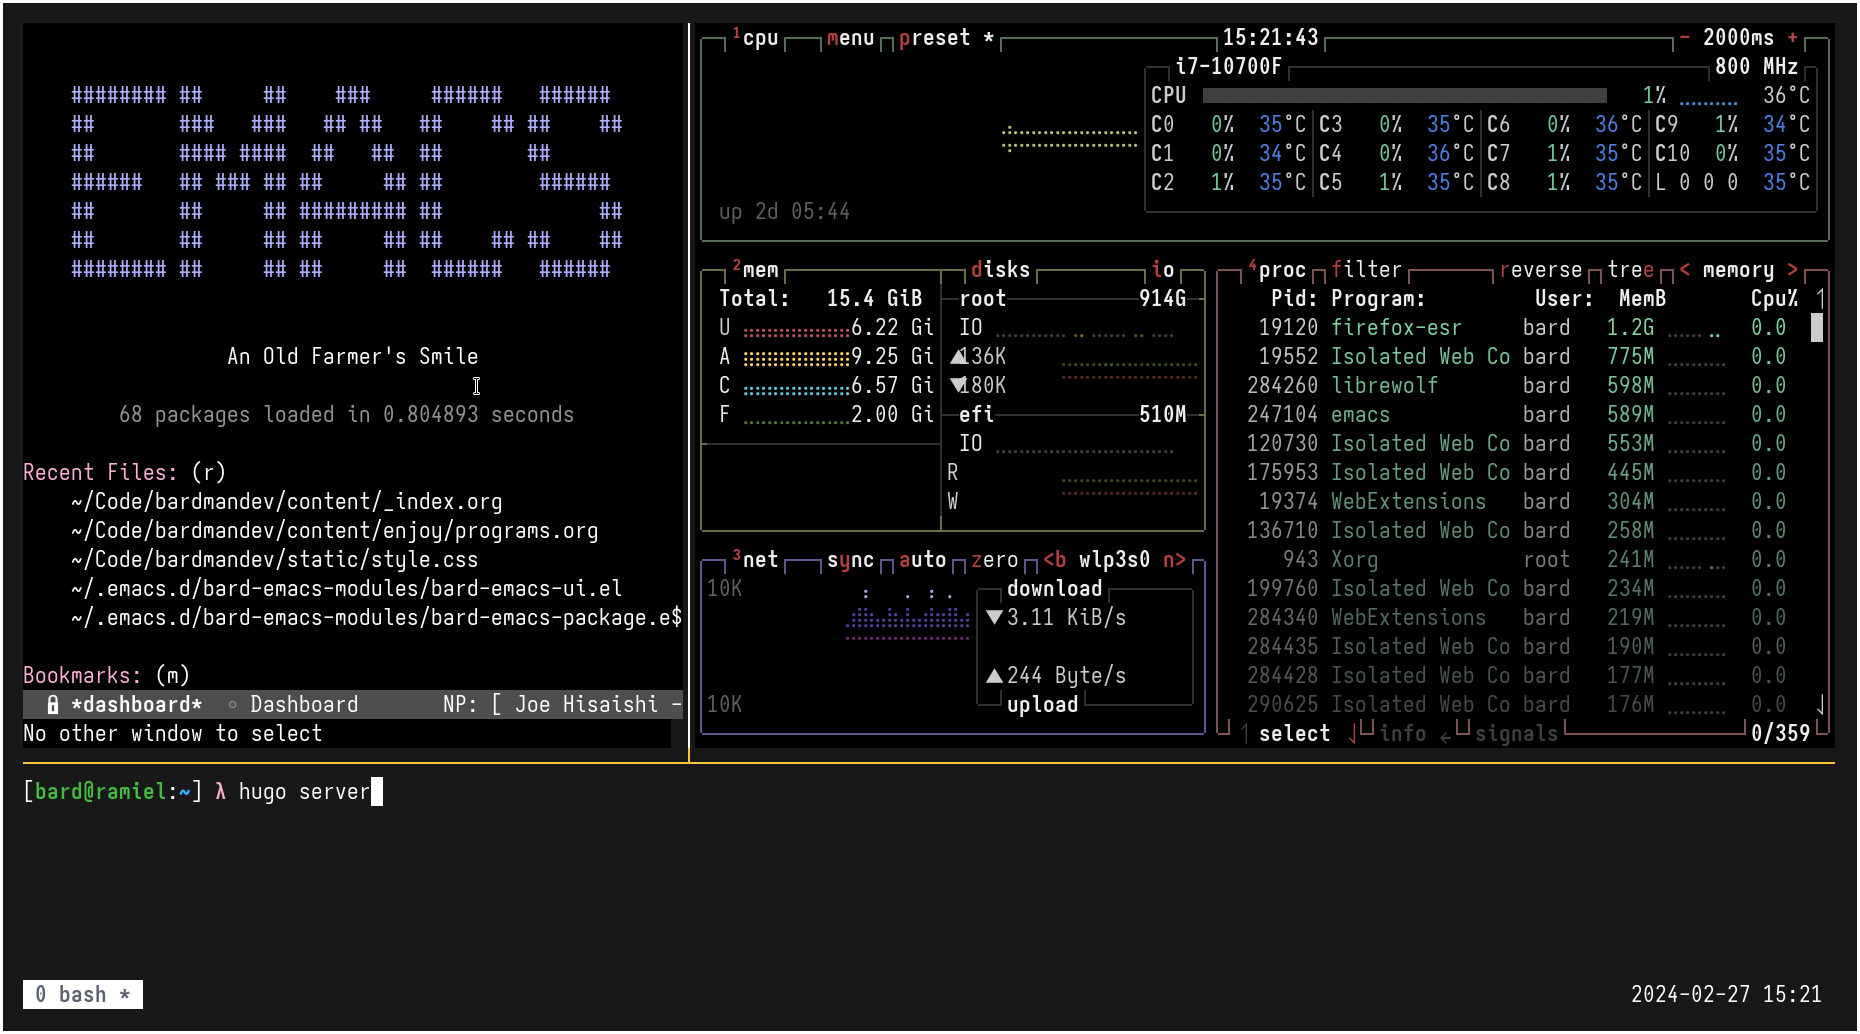 An Old Farmer's Smile
68 packages loaded in 0.804893 seconds
Recent Files: (r)
~/Code/bardmandev/content/_index.org
~/Code/bardmandev/content/enjoy/programs.org
~/Code/bardmandev/static/style.css
~/.emacs.d/bard-emacs-modules/bard-emacs-ui.el
~/.emacs.d/bard-emacs-modules/bard-emacs-package.e$
Bookmarks: (m)
*dashboard* ◦ Dashboard NP: [ Joe Hisaishi -
No other window to select
1cpu menu preset * 15:21:43 - 2000ms +
i7-10700F 800 MHz
CPU 1% 36°C
C0 0% 35°C C3 0% 35°C C6 0% 36°C C9 1% 34°C
C1 0% 34°C C4 0% 36°C C7 1% 35°C C10 0% 35°C
C2 1% 35°C C5 1% 35°C C8 1% 35°C L 0 0 0 35°C
up 2d 05:44
2mem disks io
Total: 15.4 GiB root 914G
U 6.22 Gi IO
A 9.25 Gi ▲136K
C 6.57 Gi ▼180K
F 2.00 Gi efi 510M
IO
R
W
3net sync auto zero <b wlp3s0 n>
10K download
▼3.11 KiB/s
▲244 Byte/s
10K upload
4proc filter reverse tree < memory >
Pid: Program: User: MemB Cpu% ↑
19120 firefox-esr bard 1.2G 0.0
19552 Isolated Web Co bard 775M 0.0
284260 librewolf bard 598M 0.0
247104 emacs bard 589M 0.0
120730 Isolated Web Co bard 553M 0.0
175953 Isolated Web Co bard 445M 0.0
19374 WebExtensions bard 304M 0.0
136710 Isolated Web Co bard 258M 0.0
943 Xorg root 241M 0.0
199760 Isolated Web Co bard 234M 0.0
284340 WebExtensions bard 219M 0.0
284435 Isolated Web Co bard 190M 0.0
284428 Isolated Web Co bard 177M 0.0
290625 Isolated Web Co bard 176M 0.0 ↓
↑ select ↓ info ← signals 0/359
[bard@ramiel:~] λ hugo server
0 bash * 2024-02-27 15:21